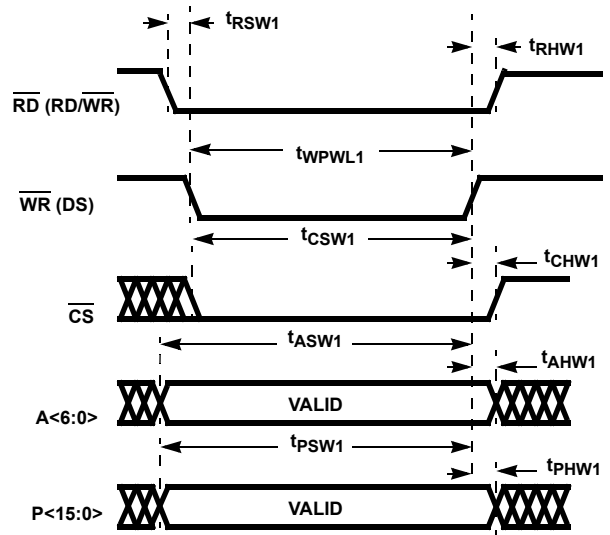 tRSW1
tRHW1
RD (RD/WR)
tWPWL1
WR (DS)
tCSW1
tCHW1
CS
tASW1
tAHW1
A<6:0>
VALID
tPSW1
tPHW1
P<15:0>
VALID